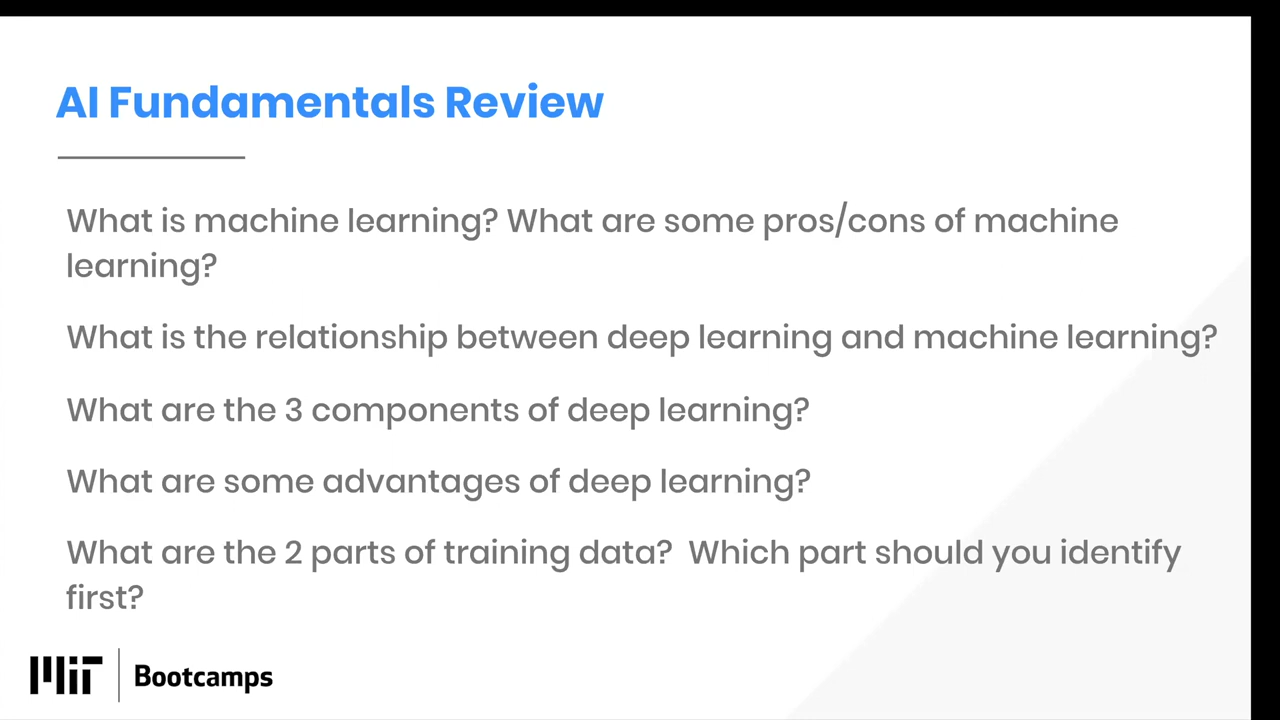 AI Fundamentals Review
What is machine learning? What are some pros/cons of machine
learning?
What is the relationship between deep learning and machine learning?
What are the 3 components of deep learning?
What are some advantages of deep learning?
What are the 2 parts of training data?  Which part should you identify
first?
MIT Bootcamps